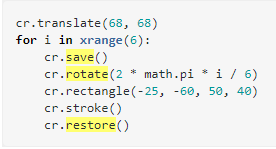 cr.translate(68, 68)
for i in xrange(6):
    cr.save()
    cr.rotate(2 * math.pi * i / 6)
    cr.rectangle(-25, -60, 50, 40)
    cr.stroke()
    cr.restore()